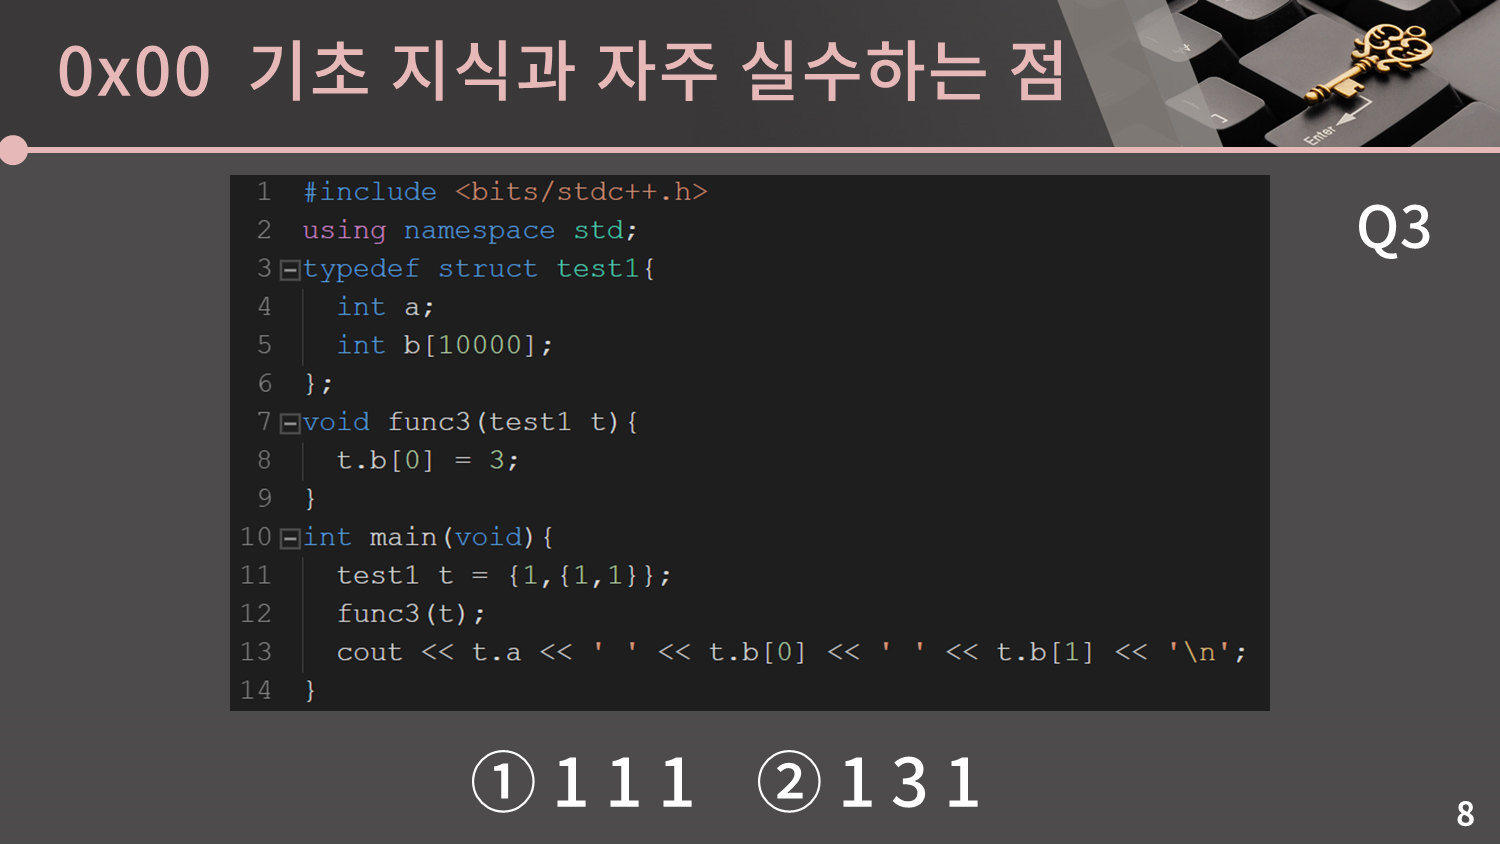 0x00 기초 지식과 자주 실수하는 점
Enter
Q3
1 #include <bits/stdc++.h>
2 using namespace std;
3 typedef struct test1{
4 int a;
5 int b[10000];
6 };
7 void func3(test1 t){
8 t.b[0] = 3;
9 }
10 int main(void){
11 test1 t = {1,{1,1}};
12 func3(t);
13 cout << t.a << ' ' << t.b[0] << ' ' << t.b[1] << '\n';
14 }
① 1 1 1 ② 1 3 1
8